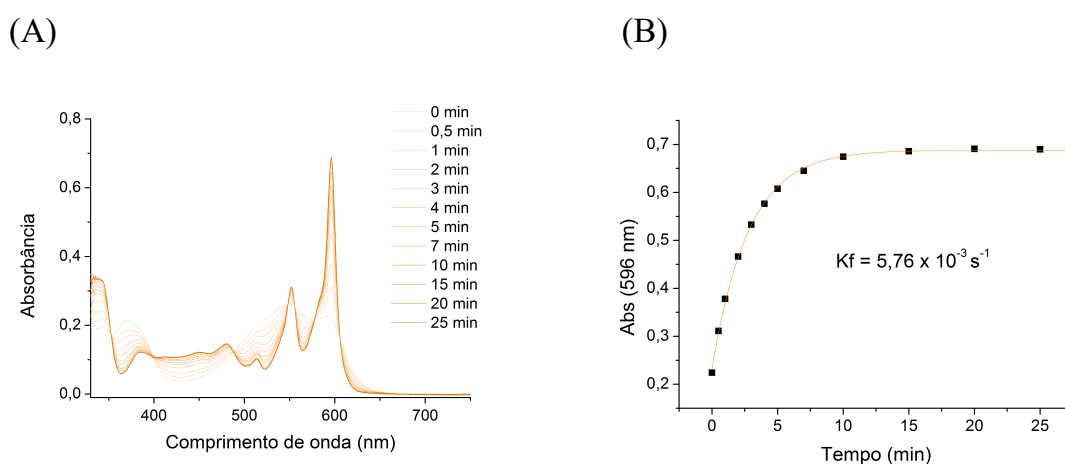 (A)
(B)
0,8
0,6
0,4
0,2
0,0
Absorbância
400
500
600
700
Comprimento de onda (nm)
0 min
0,5 min
1 min
2 min
3 min
4 min
5 min
7 min
10 min
15 min
20 min
25 min
0,7
0,6
0,5
0,4
0,3
0,2
Abs (596 nm)
Kf = 5,76 x 10⁻³ s⁻¹
0
5
10
15
20
25
Tempo (min)